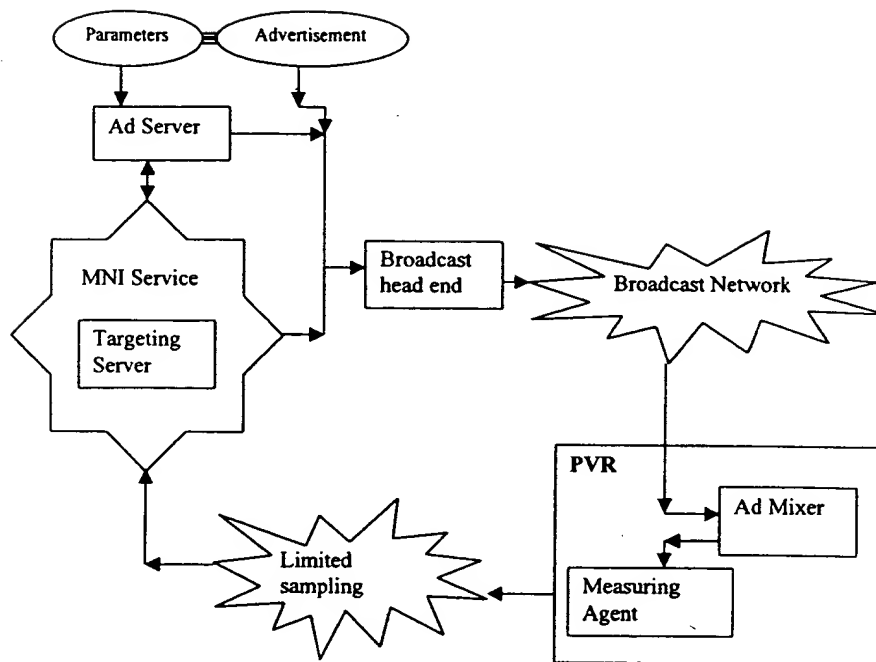 Parameters
Advertisement
Ad Server
MNI Service
Targeting
Server
Broadcast
head end
Broadcast Network
PVR
Ad Mixer
Measuring
Agent
Limited
sampling